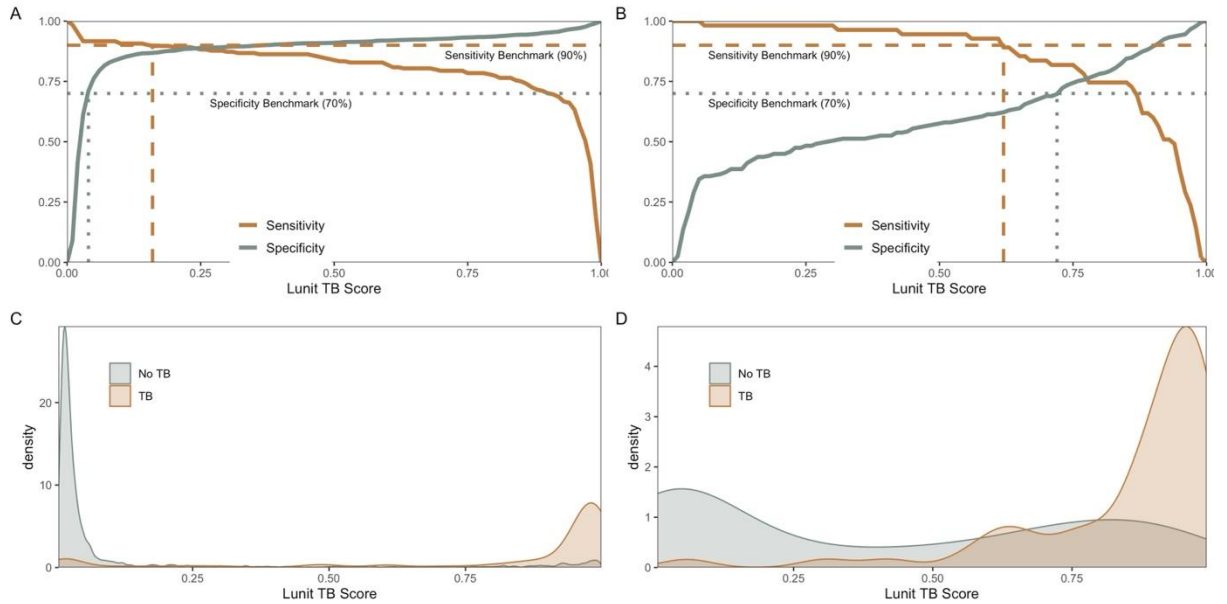 A
1.00
0.75
0.50
0.25
0.00
Sensitivity Benchmark (90%)
Specificity Benchmark (70%)
Sensitivity
Specificity
0.00 0.25 0.50 0.75 1.00
Lunit TB Score
B
1.00
0.75
0.50
0.25
0.00
Sensitivity Benchmark (90%)
Specificity Benchmark (70%)
Sensitivity
Specificity
0.00 0.25 0.50 0.75 1.00
Lunit TB Score
C
density
20
10
0
No TB
TB
0.25 0.50 0.75
Lunit TB Score
D
density
4
3
2
1
0
No TB
TB
0.25 0.50 0.75
Lunit TB Score